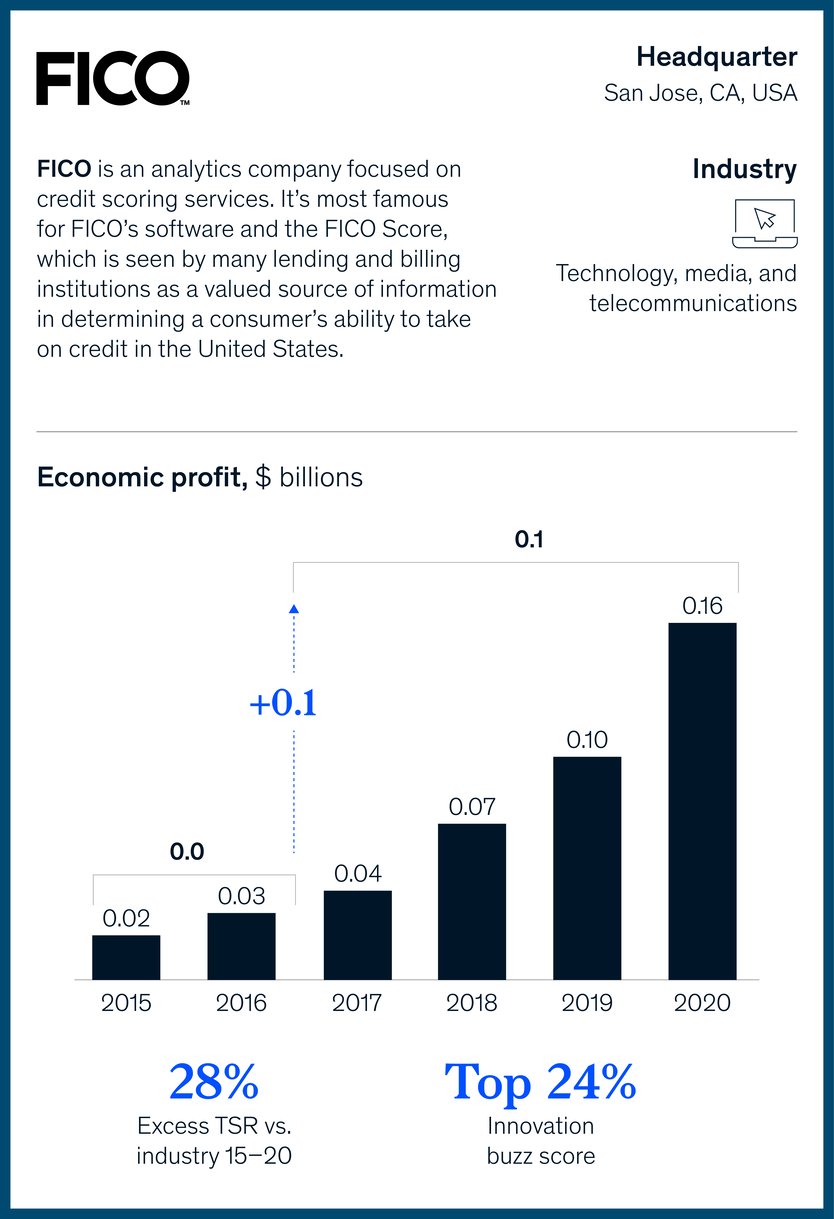 FICO™
Headquarter
San Jose, CA, USA
FICO is an analytics company focused on
credit scoring services. It’s most famous
for FICO’s software and the FICO Score,
which is seen by many lending and billing
institutions as a valued source of information
in determining a consumer’s ability to take
on credit in the United States.
Industry
Technology, media, and
telecommunications
Economic profit, $ billions
0.1
0.16
+0.1
0.10
0.07
0.0
0.04
0.03
0.02
2015 2016 2017 2018 2019 2020
28%
Excess TSR vs.
industry 15–20
Top 24%
Innovation
buzz score